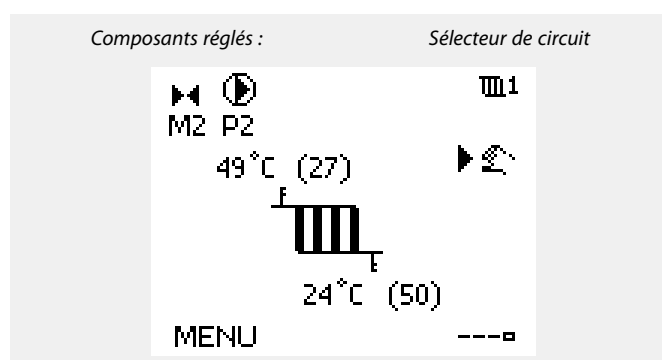 Composants réglés : Sélecteur de circuit
1
M2 P2
49°C (27)
24°C (50)
MENU ---